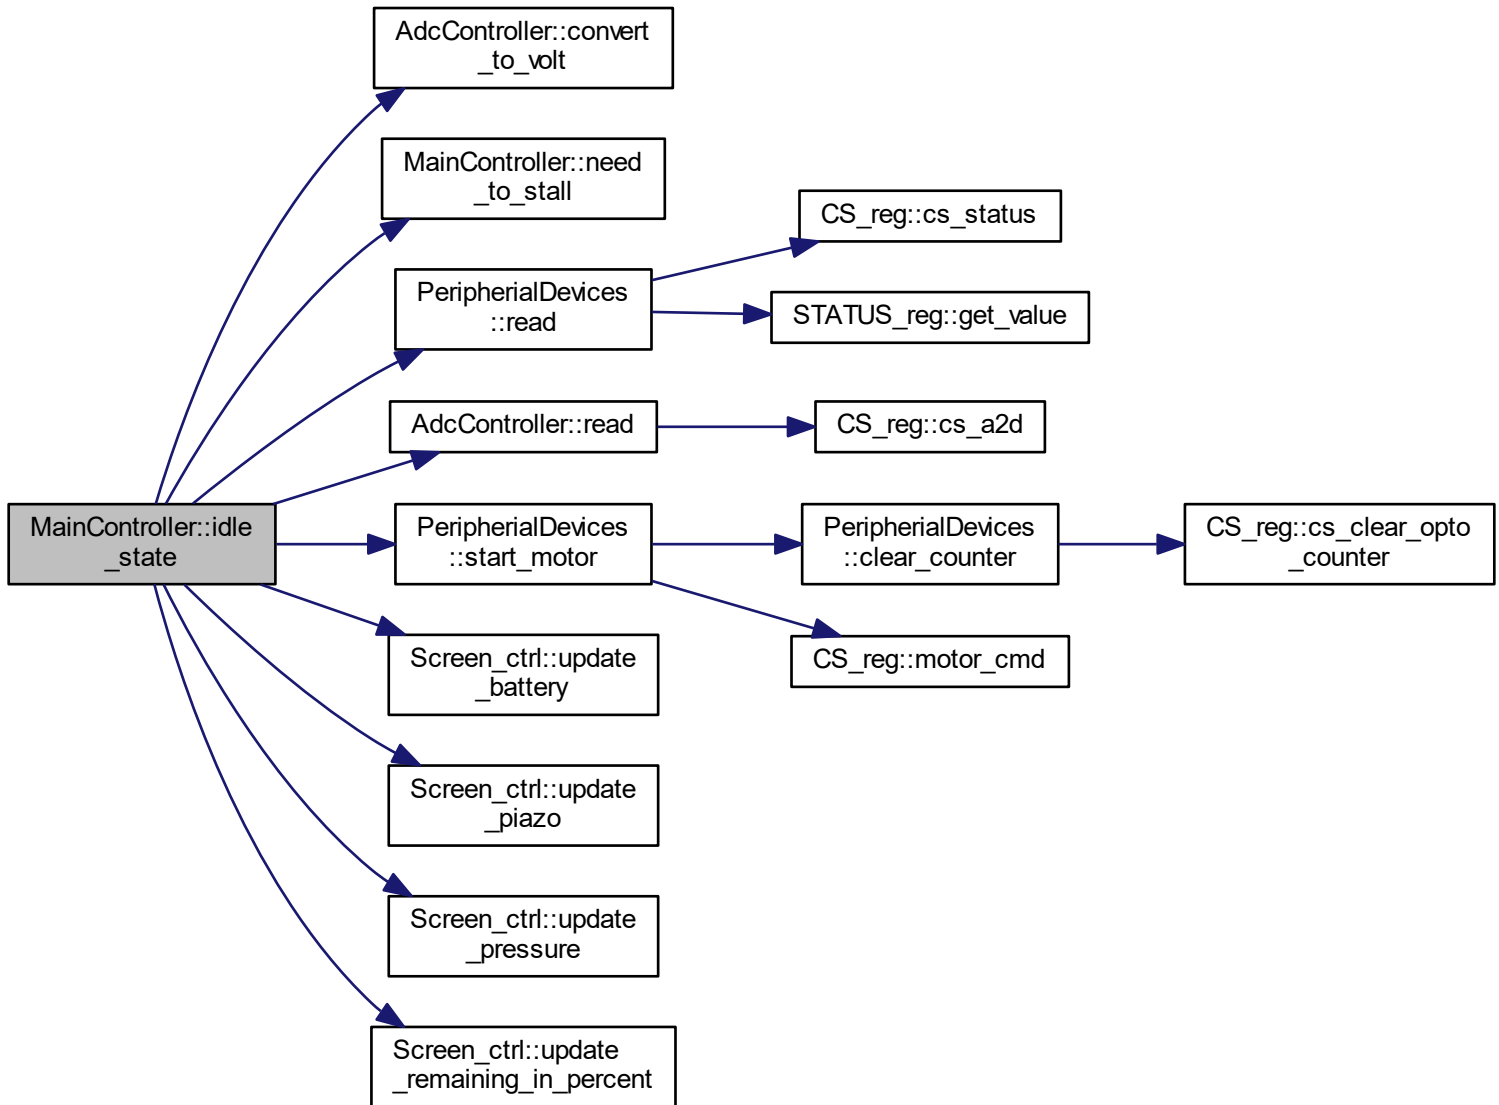 AdcController::convert
_to_volt
MainController::need
_to_stall
PeripherialDevices
::read
CS_reg::cs_status
STATUS_reg::get_value
AdcController::read
CS_reg::cs_a2d
MainController::idle
_state
PeripherialDevices
::start_motor
PeripherialDevices
::clear_counter
CS_reg::cs_clear_opto
_counter
CS_reg::motor_cmd
Screen_ctrl::update
_battery
Screen_ctrl::update
_piazo
Screen_ctrl::update
_pressure
Screen_ctrl::update
_remaining_in_percent